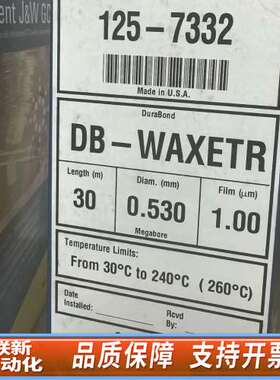 ent J&W GC
125-7332
Made in U.S.A.
DuraBond
DB-WAXETR
Length (m) Diam. (mm) Film (μm)
30 0.530 1.00
Megabore
Temperature Limits:
From 30°C to 240°C (260°C)
Date Rcvd
Installed: By:
联新
动化 品质保障 支持开票